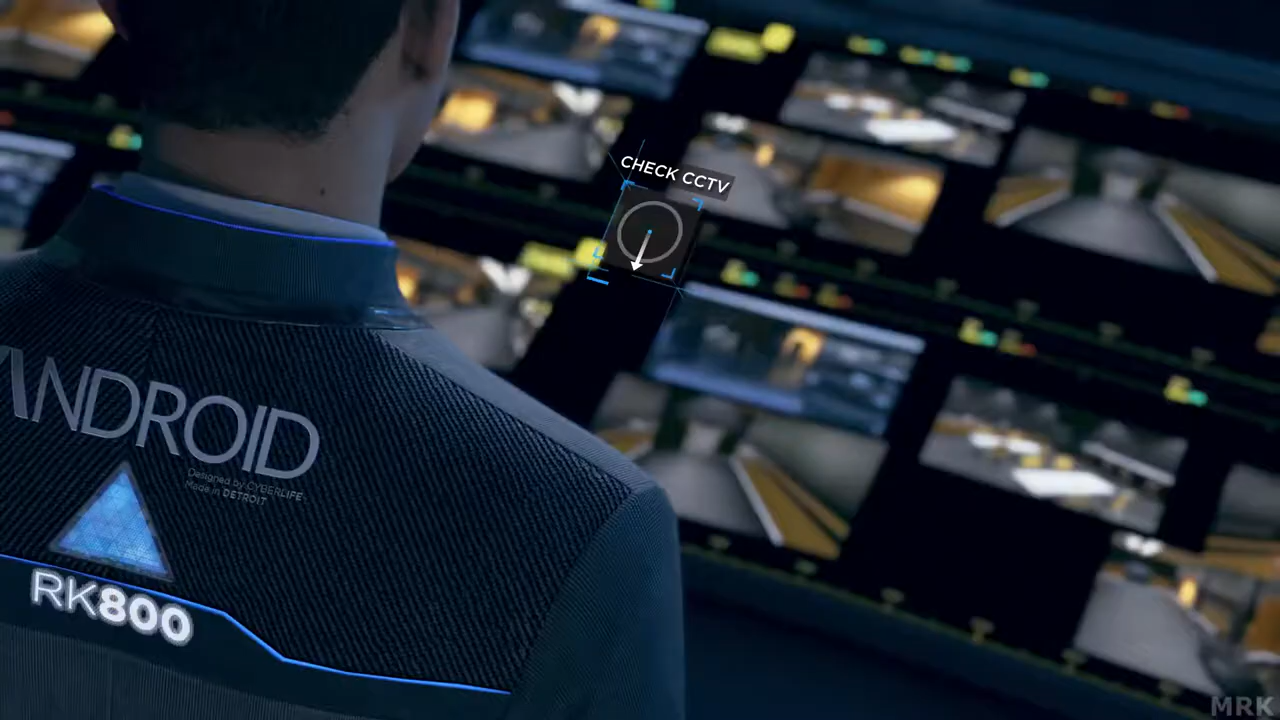 CHECK CCTV
ANDROID
Designed by CYBERLIFE
Made in DETROIT
RK800
MRK